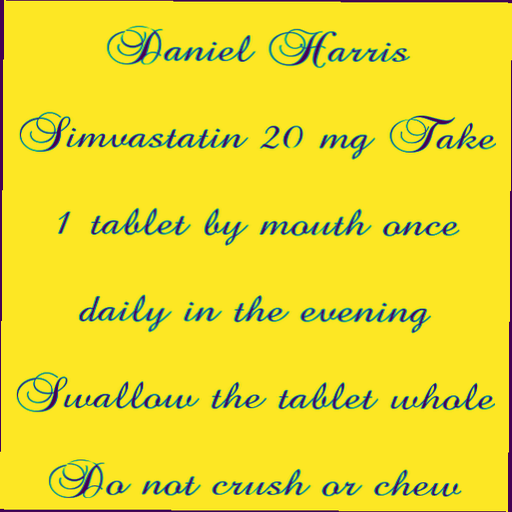 Daniel Harris
Simvastatin 20 mg Take
1 tablet by mouth once
daily in the evening
Swallow the tablet whole
Do not crush or chew